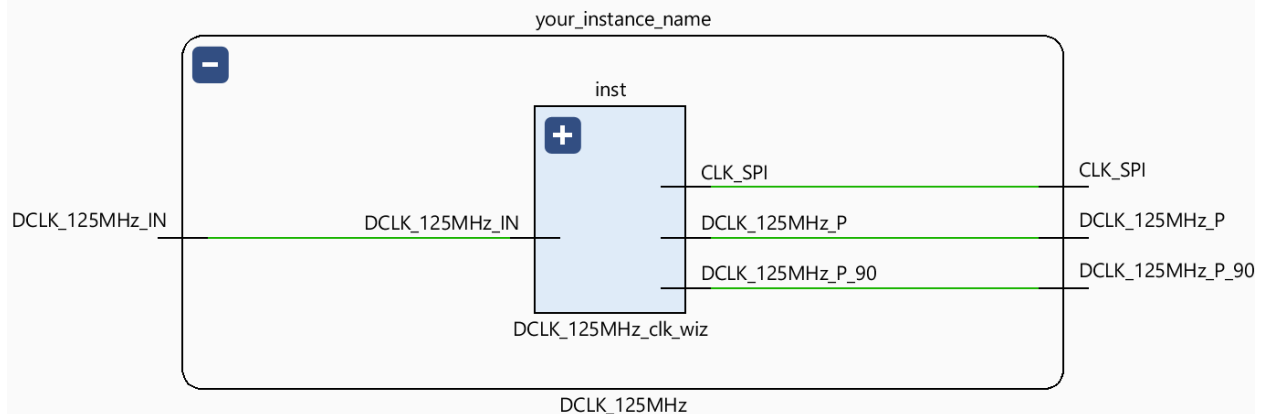 your_instance_name
inst
CLK_SPI
CLK_SPI
DCLK_125MHz_IN
DCLK_125MHz_IN
DCLK_125MHz_P
DCLK_125MHz_P
DCLK_125MHz_P_90
DCLK_125MHz_P_90
DCLK_125MHz_clk_wiz
DCLK_125MHz